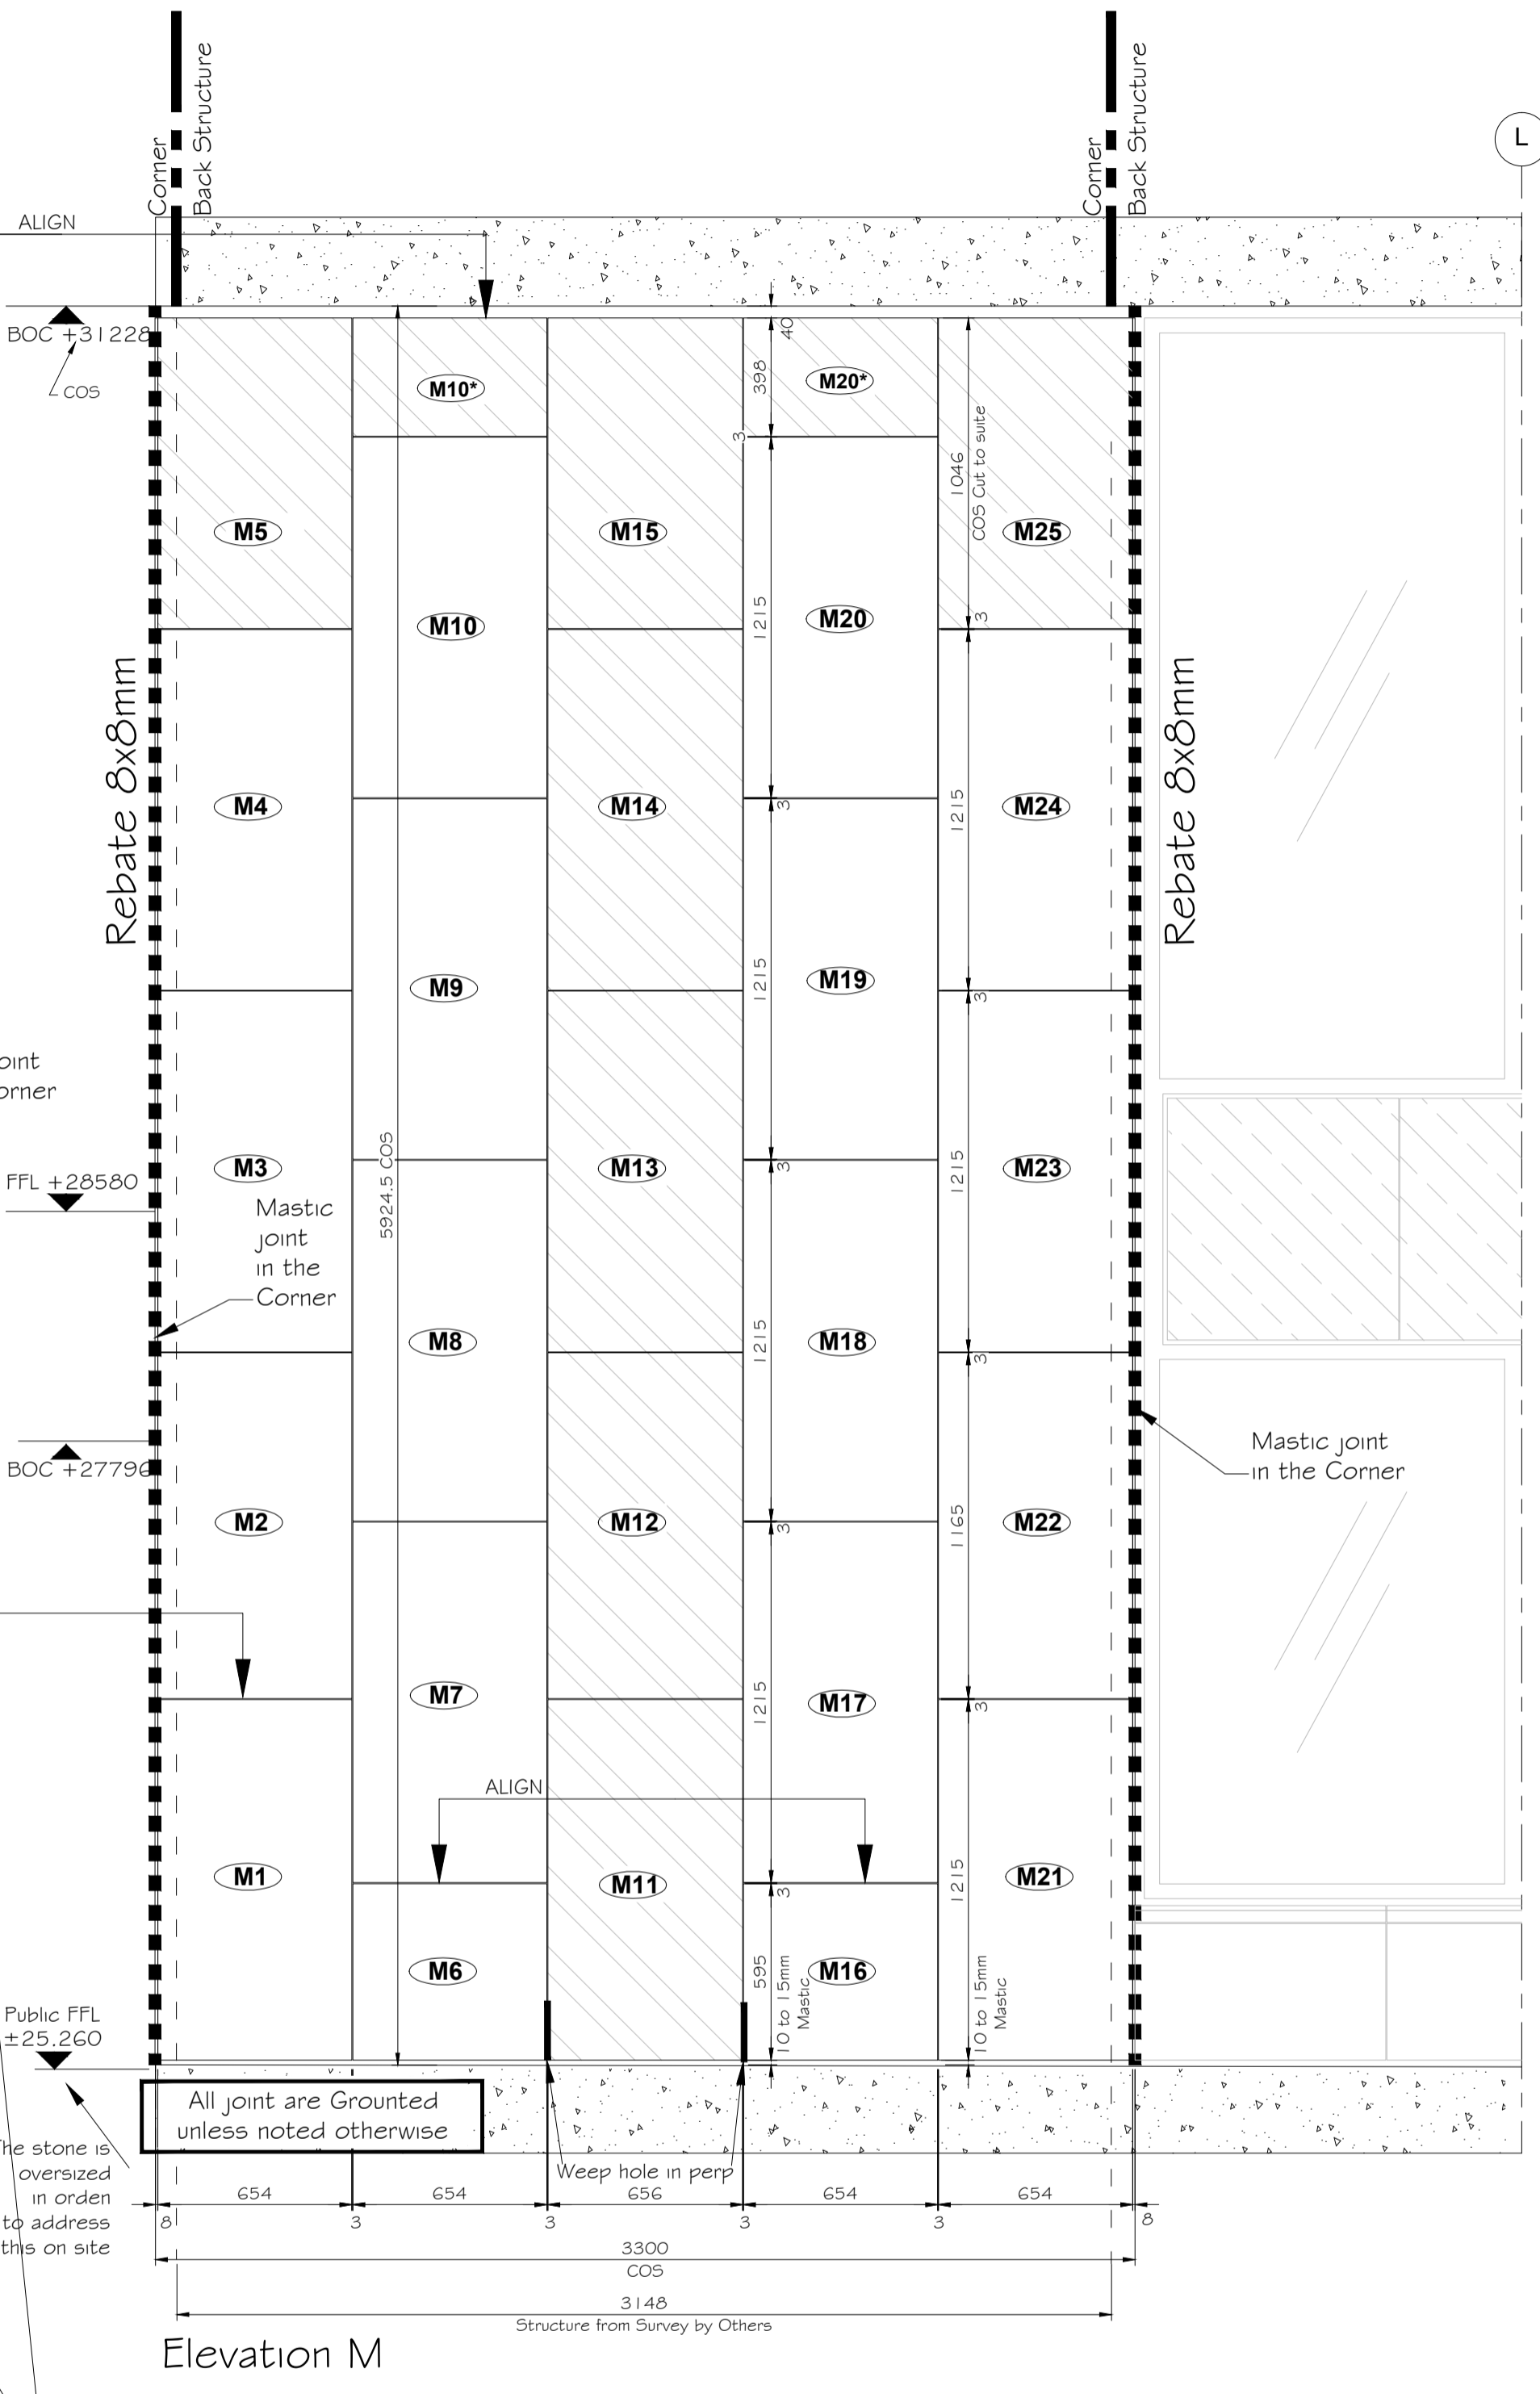 Corner
Back Structure
Corner
Back Structure
L
ALIGN
BOC +31228
COS
40
398
3
M10*
M20*
1046
COS Cut to suite
3
M5
M15
M25
M10
M20
1215
Rebate 8x8mm
Rebate 8x8mm
M4
M14
M24
3
1215
M9
M19
1215
3
oint
orner
FFL +28580
M3
M13
M23
3
1215
5924.5 COS
Mastic
joint
in the
Corner
M8
M18
1215
3
BOC +27796
Mastic joint
in the Corner
M2
M12
M22
3
1165
M7
M17
1215
3
ALIGN
M1
M11
M21
3
1215
M6
M16
595
10 to 15mm
Mastic
10 to 15mm
Mastic
Public FFL
±25.260
All joint are Grounted
unless noted otherwise
The stone is
oversized
in orden
to address
this on site
Weep hole in perp
654
654
656
654
654
8
3
3
3
3
8
3300
COS
3148
Structure from Survey by Others
Elevation M